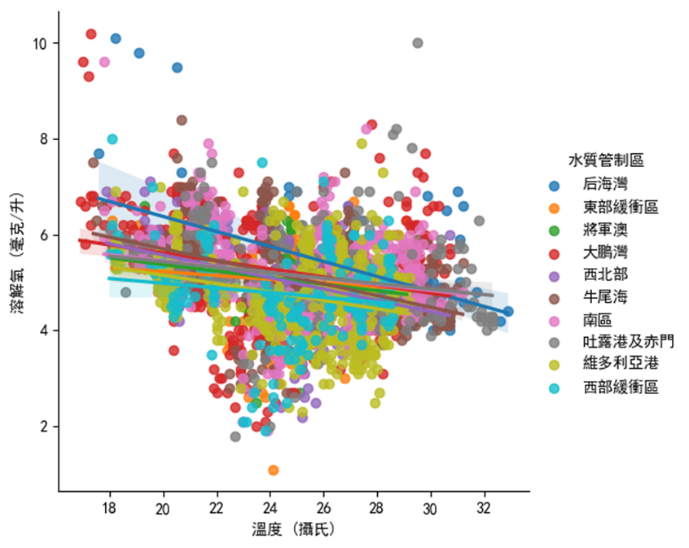 10
8
6
4
2
溶解氧（毫克/升）
18 20 22 24 26 28 30 32
溫度（攝氏）
水質管制區
后海灣
東部緩衝區
將軍澳
大鵬灣
西北部
牛尾海
南區
吐露港及赤門
維多利亞港
西部緩衝區